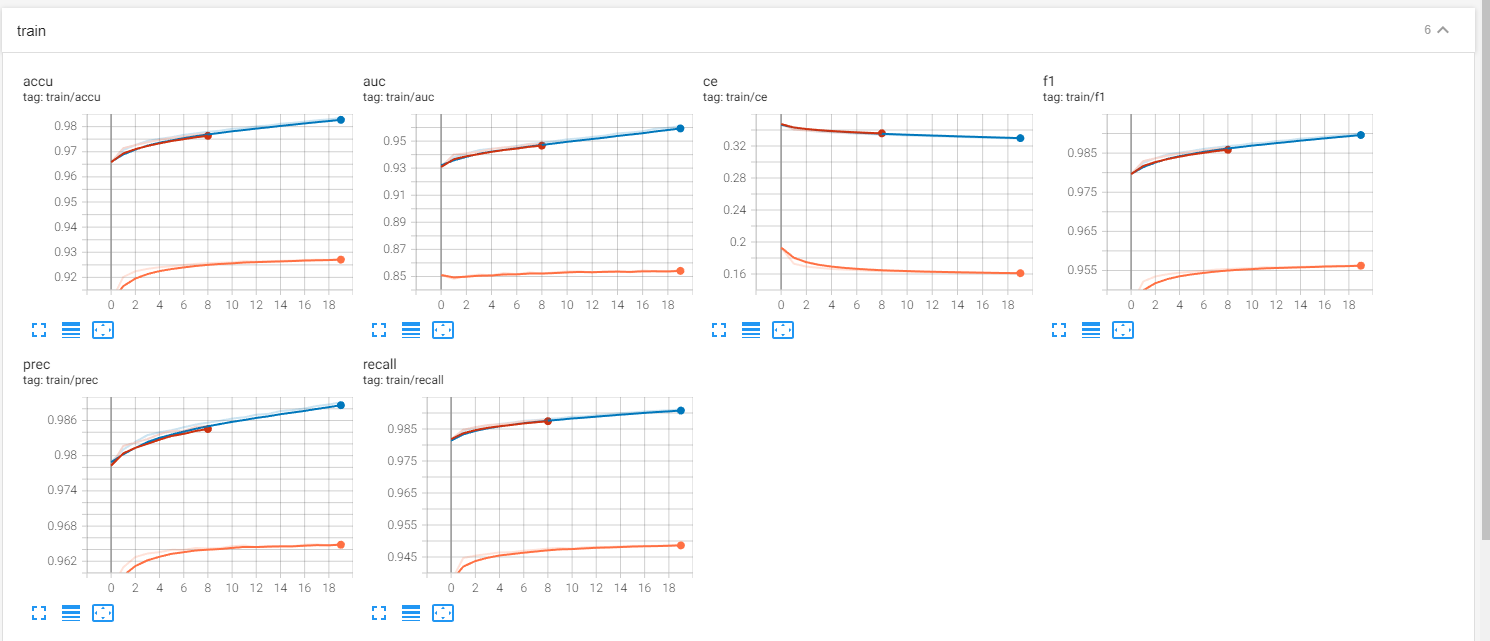 train
6
accu
tag: train/accu
0.98
0.97
0.96
0.95
0.94
0.93
0.92
0 2 4 6 8 10 12 14 16 18
auc
tag: train/auc
0.95
0.93
0.91
0.89
0.87
0.85
2 4 6 8 10 12 14 16 18
ce
tag: train/ce
0.32
0.28
0.24
0.2
0.16
0 2 4 6 8 10 12 14 16 18
f1
tag: train/f1
0.985
0.975
0.965
0.955
0 2 4 6 8 10 12 14 16 18
prec
tag: train/prec
0.986
0.98
0.974
0.968
0.962
0 2 4 6 8 10 12 14 16 18
recall
tag: train/recall
0.985
0.975
0.965
0.955
0.945
0 2 4 6 8 10 12 14 16 18